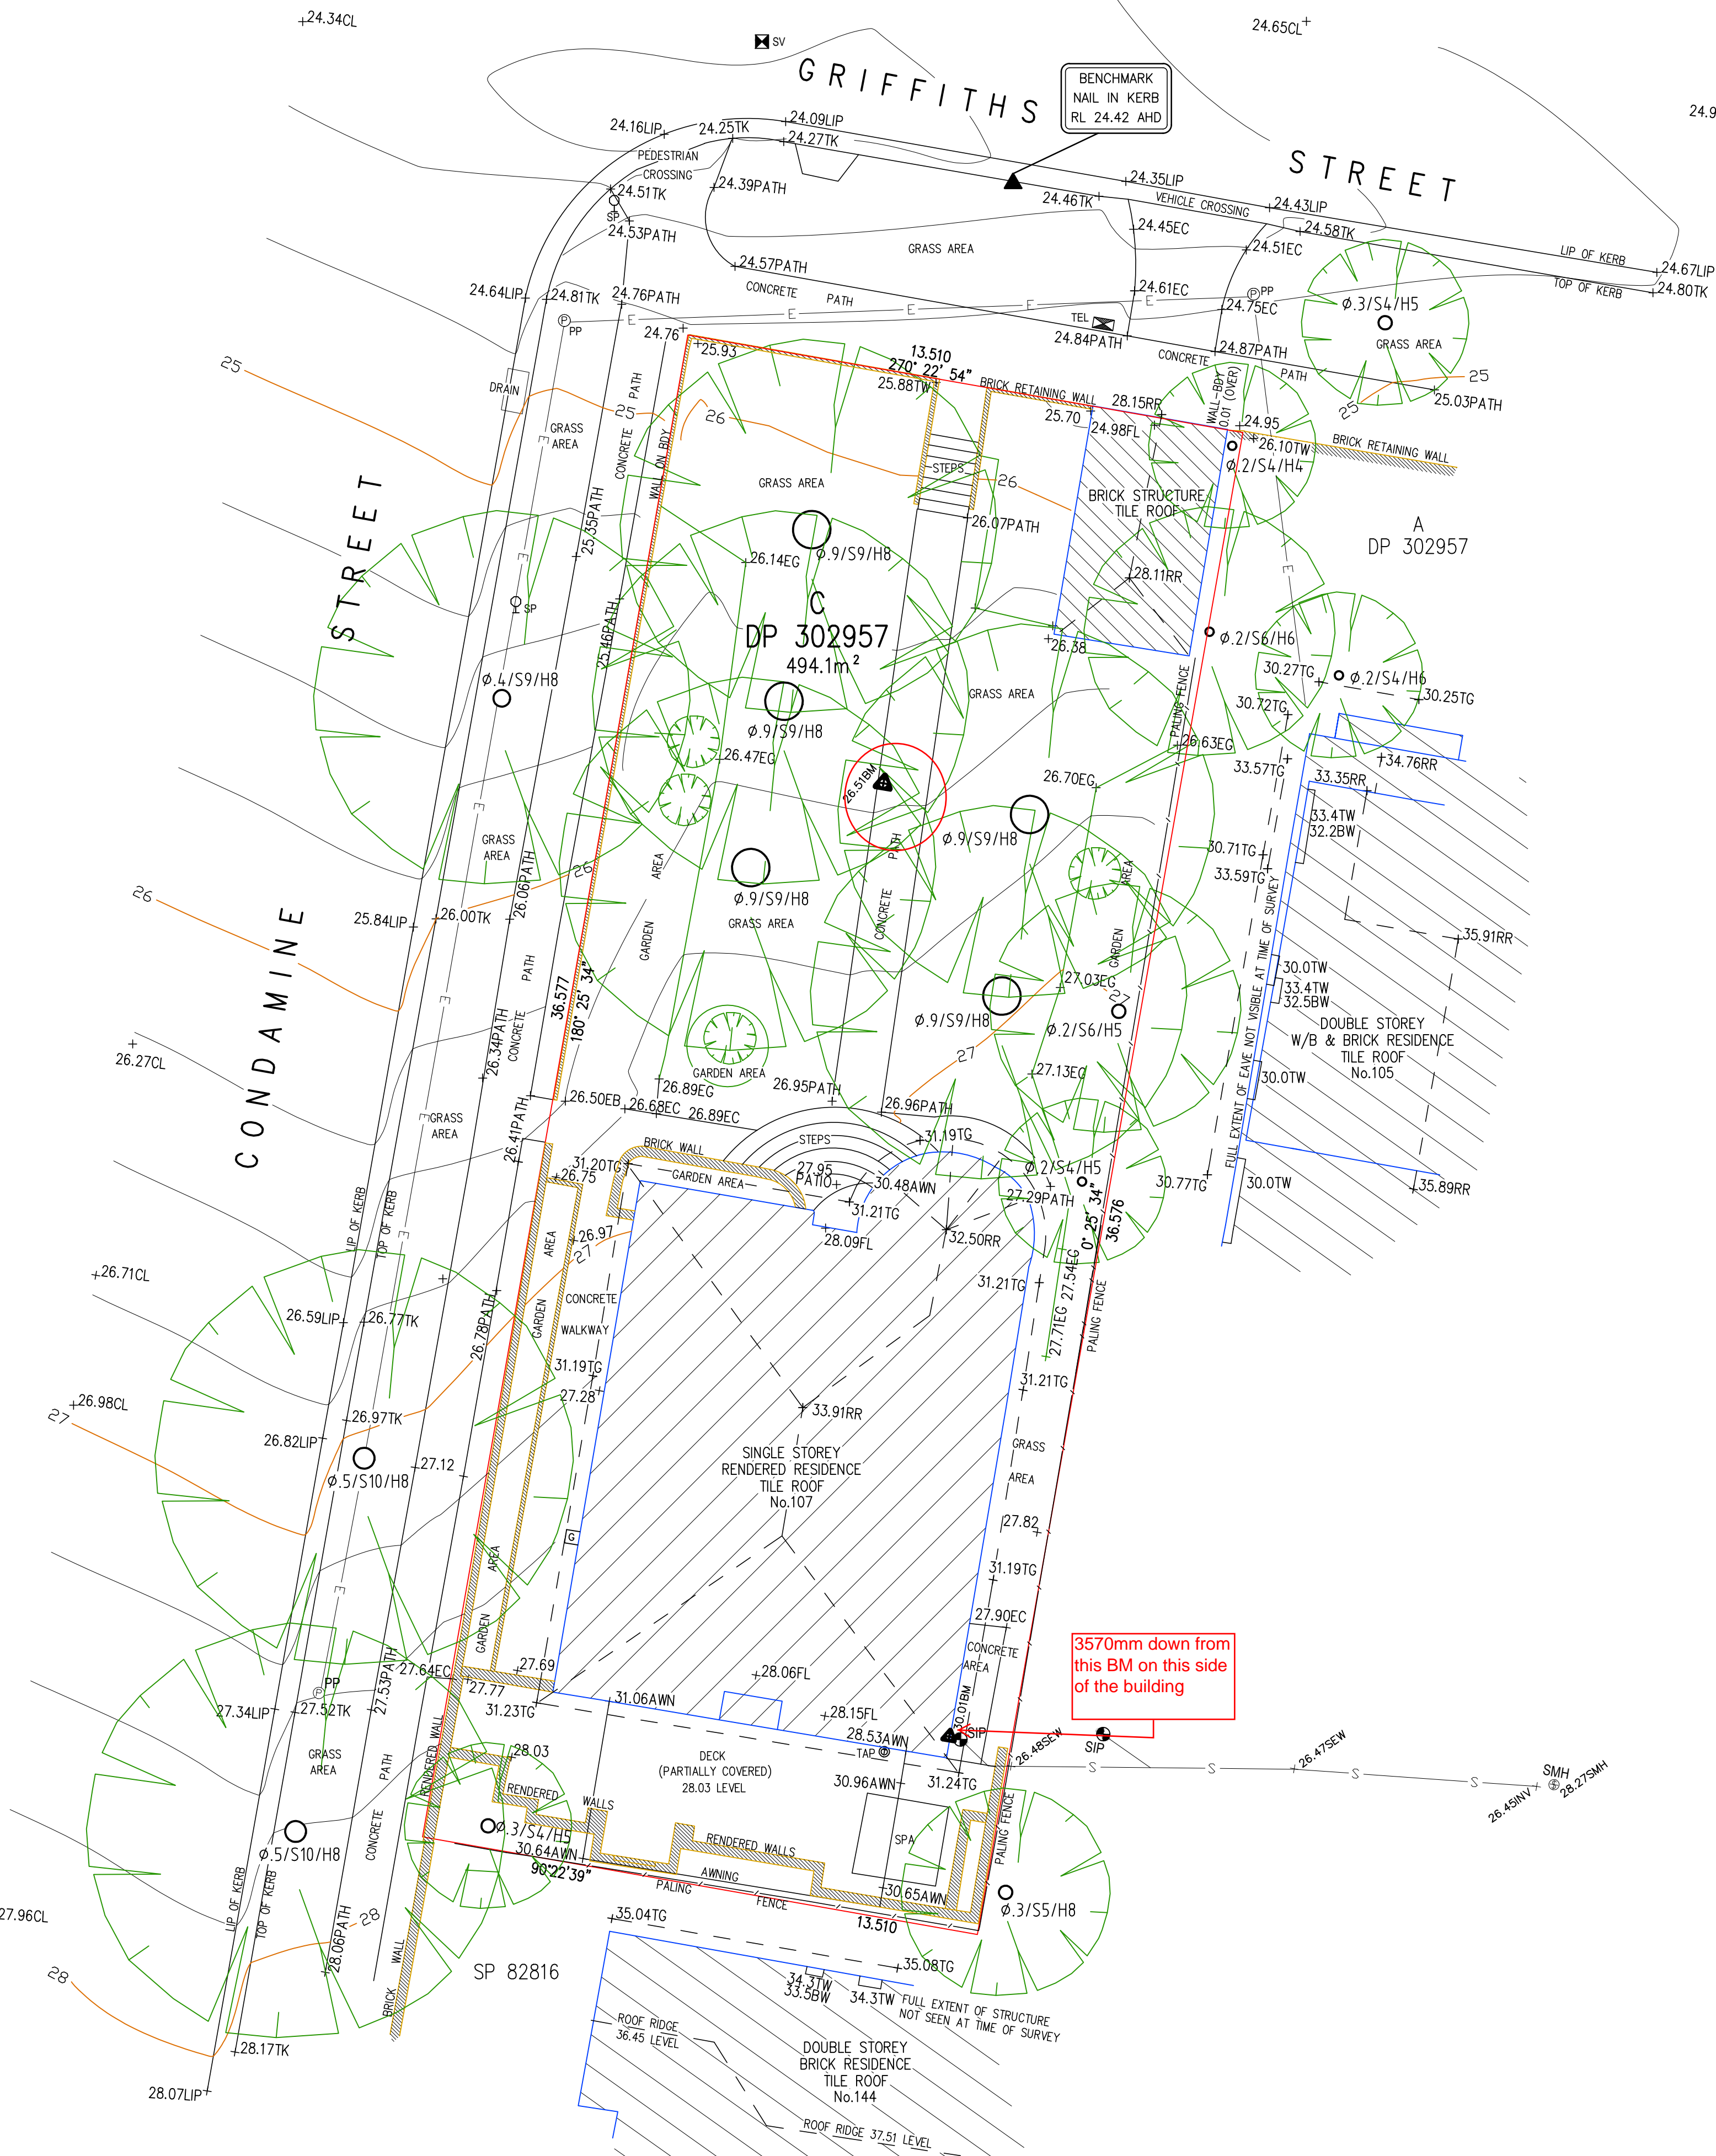 24.34CL
24.65CL
SV
GRIFFITHS
STREET
BENCHMARK
NAIL IN KERB
RL 24.42 AHD
24.9
24.16LIP
24.25TK
24.09LIP
24.27TK
PEDESTRIAN
CROSSING
24.39PATH
24.51TK
SP
24.53PATH
24.35LIP
24.46TK
VEHICLE CROSSING
24.43LIP
24.45EC
24.58TK
24.51EC
GRASS AREA
LIP OF KERB
24.67LIP
TOP OF KERB
24.80TK
24.57PATH
24.64LIP
24.81TK
24.76PATH
CONCRETE
PATH
24.61EC
PP
24.75EC
E
E
E
E
E
PP
TEL
24.84PATH
24.87PATH
CONCRETE
PATH
ø.3/S4/H5
GRASS AREA
24.76
25.93
13.510
270° 22' 54"
25.88TW
BRICK RETAINING WALL
25.70
28.15RR
24.98FL
WALL-BDY
0.01 (OVER)
24.95
26.10TW
ø.2/S4/H4
BRICK RETAINING WALL
25
25
25.03PATH
25
25
DRAIN
GRASS
AREA
E
CONCRETE
PATH
WALL ON BDY
26
GRASS AREA
STEPS
26
BRICK STRUCTURE
TILE ROOF
A
DP 302957
STREET
25.35PATH
26.07PATH
ø.9/S9/H8
26.14EG
28.11RR
E
E
SP
C
DP 302957
494.1m²
25.46PATH
26.38
ø.2/S6/H6
ø.4/S9/H8
GRASS AREA
PALING FENCE
30.27TG
ø.2/S4/H6
30.25TG
30.72TG
ø.9/S9/H8
26.47EG
26.63EG
33.57TG
34.76RR
26.51BM
26.70EG
33.35RR
33.4TW
32.2BW
E
GRASS
AREA
ø.9/S9/H8
PATH
30.71TG
33.59TG
26
AREA
ø.9/S9/H8
GRASS AREA
AREA
26
25.84LIP
26.00TK
26.06PATH
CONCRETE
GARDEN
GARDEN
35.91RR
PATH
36.577
180° 25' 34"
27.03EG
27
30.0TW
33.4TW
32.5BW
E
CONDAMINE
ø.9/S9/H8
ø.2/S6/H5
FULL EXTENT OF EAVE NOT VISIBLE AT TIME OF SURVEY
DOUBLE STOREY
W/B & BRICK RESIDENCE
TILE ROOF
No.105
26.27CL
26.34PATH
CONCRETE
27
GARDEN AREA
27.13EG
30.0TW
26.89EG
26.95PATH
26.50EB
26.68EC
26.89EC
26.96PATH
E
GRASS
AREA
26.41PATH
BRICK WALL
STEPS
31.19TG
31.20TG
26.75
GARDEN AREA
27.95
PATIO
30.48AWN
ø.2/S4/H5
27.29PATH
30.77TG
30.0TW
35.89RR
31.21TG
28.09FL
32.50RR
0° 25' 34"
36.576
LIP OF KERB
TOP OF KERB
E
AREA
26.97
27
27.54EG
26.71CL
31.21TG
GARDEN
CONCRETE
WALKWAY
26.59LIP
26.77TK
26.78PATH
27.71EG
PALING FENCE
31.19TG
27.28
31.21TG
26.98CL
27
26.97TK
33.91RR
26.82LIP
SINGLE STOREY
RENDERED RESIDENCE
TILE ROOF
No.107
GRASS
AREA
ø.5/S10/H8
27.12
27.82
G
AREA
31.19TG
E
GARDEN
27.90EC
CONCRETE
AREA
3570mm down from
this BM on this side
of the building
27.64EC
27.69
28.06FL
PP
27.77
27.53PATH
31.23TG
31.06AWN
28.15FL
30.01BM
27.34LIP
27.52TK
28.53AWN
SIP
SIP
26.48SEW
26.47SEW
RENDERED WALL
GRASS
AREA
28.03
DECK
(PARTIALLY COVERED)
28.03 LEVEL
TAP
S
S
S
S
SMH
28.27SMH
26.45INV
PATH
RENDERED
WALLS
30.96AWN
31.24TG
CONCRETE
ø.3/S4/H5
SPA
PALING FENCE
ø.5/S10/H8
30.64AWN
90°22'39"
RENDERED WALLS
AWNING
PALING
FENCE
30.65AWN
ø.3/S5/H8
LIP OF KERB
TOP OF KERB
27.96CL
28
28.06PATH
13.510
35.04TG
BRICK
WALL
SP 82816
35.08TG
28
34.3TW
33.5BW
34.3TW
FULL EXTENT OF STRUCTURE
NOT SEEN AT TIME OF SURVEY
ROOF RIDGE
36.45 LEVEL
28.17TK
DOUBLE STOREY
BRICK RESIDENCE
TILE ROOF
No.144
28.07LIP
ROOF RIDGE 37.51 LEVEL